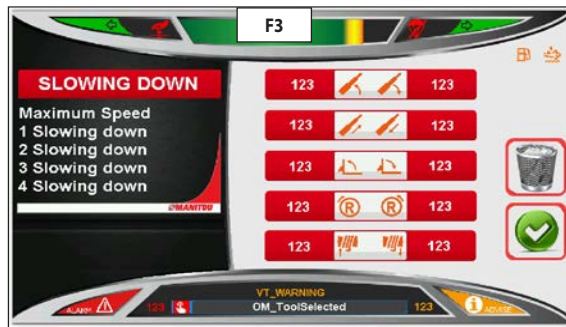 F3
SLOWING DOWN
Maximum Speed
1 Slowing down
2 Slowing down
3 Slowing down
4 Slowing down
MANITOU
123 123
123 123
123 123
123 R R 123
123 123
VT_WARNING
ALARM 123 OM_ToolSelected 123 i ADVISE